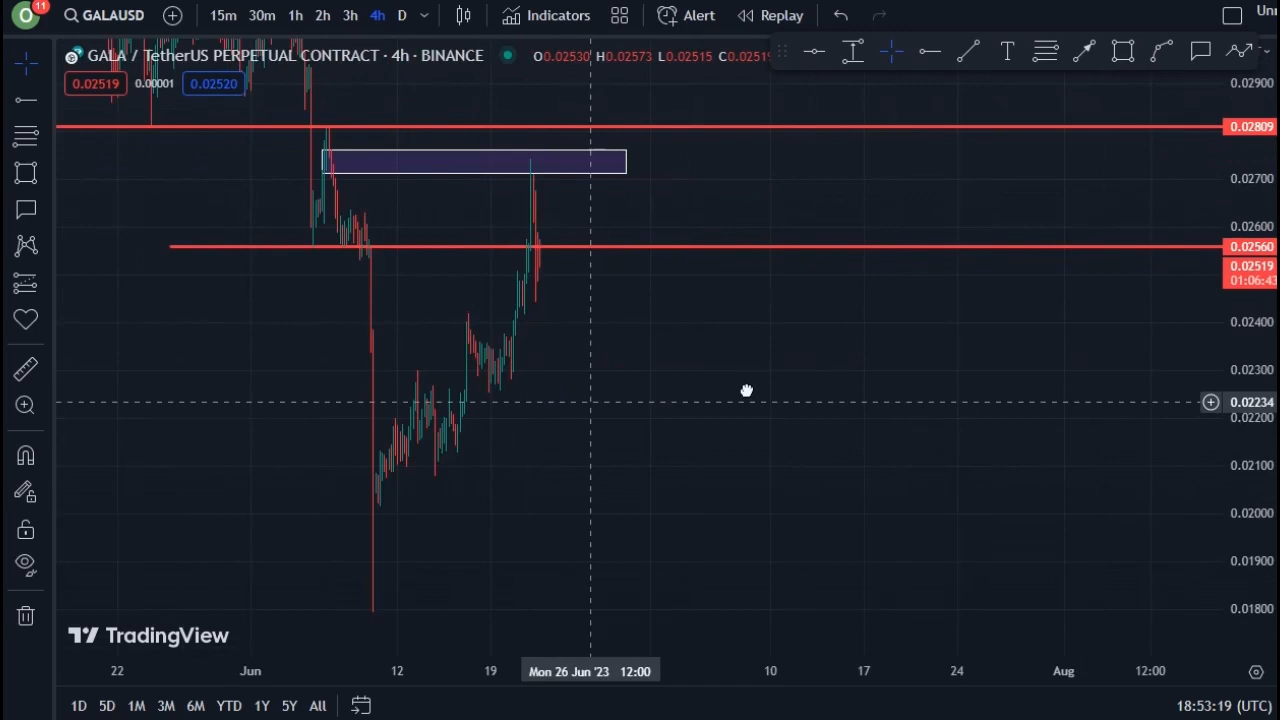 11
O GALAUSD 15m 30m 1h 2h 3h 4h D Indicators Alert Replay
GALA / TetherUS PERPETUAL CONTRACT · 4h · BINANCE O0.02530 H0.02573 L0.02515 C0.02519
0.02519 0.00001 0.02520
0.02900
0.02809
0.02700
0.02600
0.02560
0.02519
01:06:43
0.02400
0.02300
0.02234
0.02200
0.02100
0.02000
0.01900
0.01800
TradingView
22 Jun 12 19 Mon 26 Jun '23 12:00 10 17 24 Aug 12:00
1D 5D 1M 3M 6M YTD 1Y 5Y All 18:53:19 (UTC)